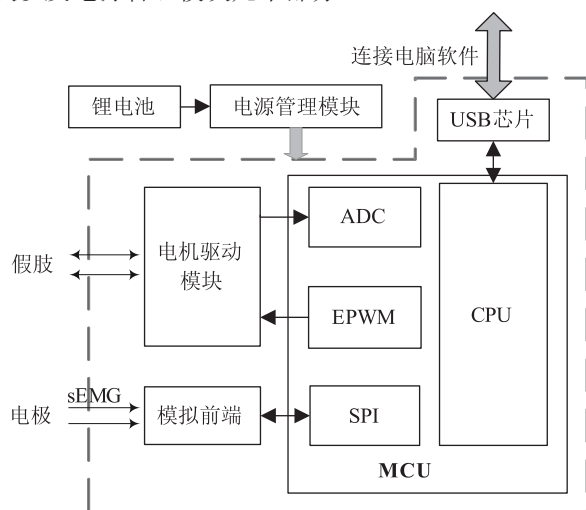 连接电脑软件
锂电池
电源管理模块
USB芯片
ADC
电机驱动
模块
假肢
EPWM
CPU
sEMG
电极
模拟前端
SPI
MCU